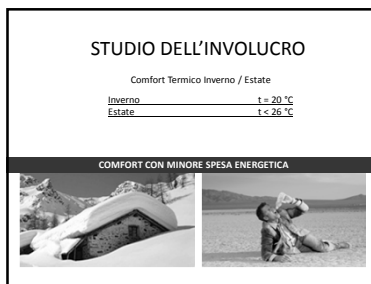 STUDIO DELL'INVOLUCRO
Comfort Termico Inverno / Estate
Inverno t = 20 °C
Estate t < 26 °C
COMFORT CON MINORE SPESA ENERGETICA